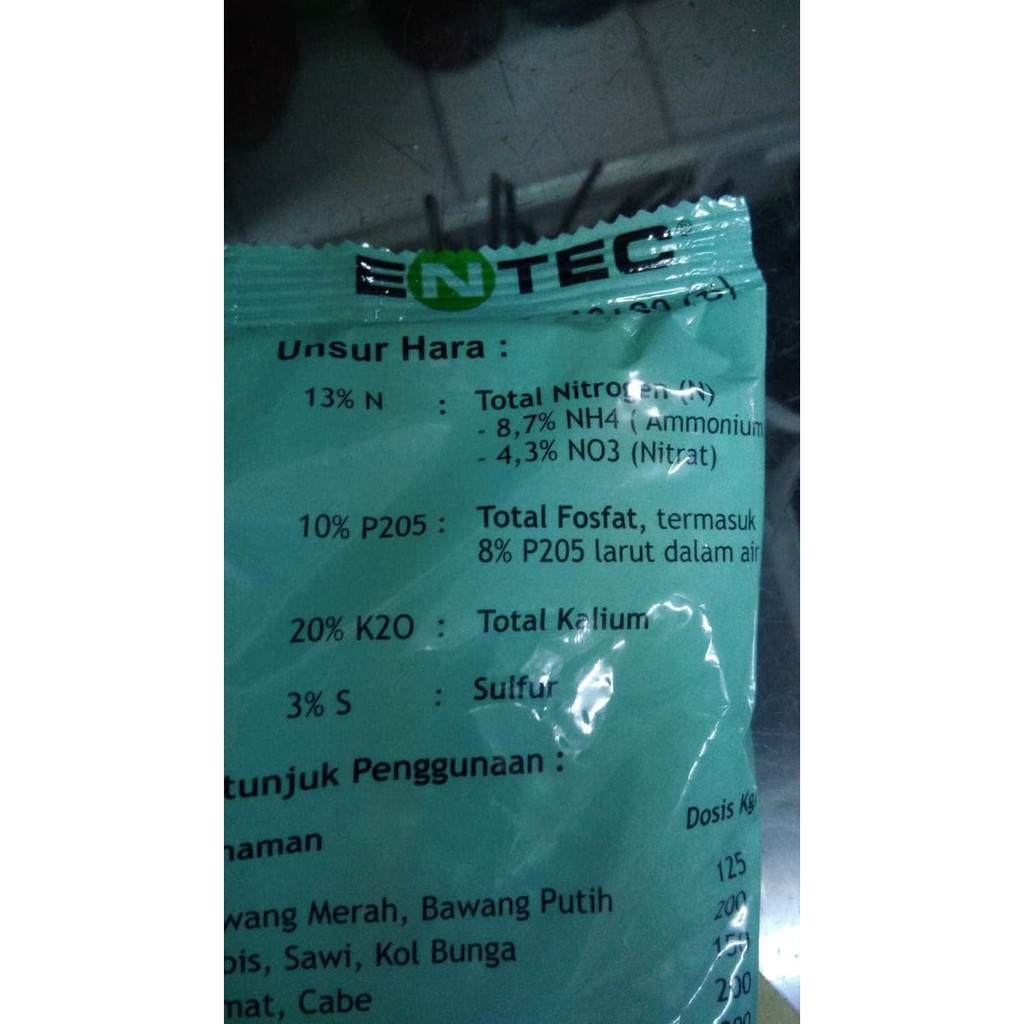 ENTEC®
Unsur Hara :
13% N : Total Nitrogen (N)
- 8,7% NH4 ( Ammonium
- 4,3% NO3 (Nitrat)
10% P205 : Total Fosfat, termasuk
8% P205 larut dalam air
20% K2O : Total Kalium
3% S : Sulfur
tunjuk Penggunaan :
naman Dosis Kg/
125
wang Merah, Bawang Putih 200
ois, Sawi, Kol Bunga 150
mat, Cabe 200